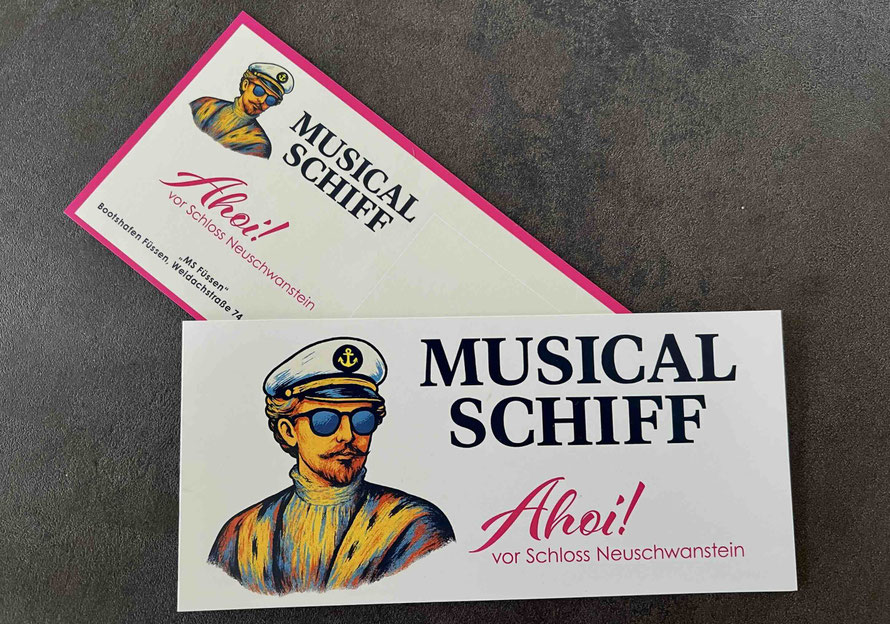 MUSICAL
SCHIFF
Ahoi!
vor Schloss Neuschwanstein
„MS Füssen“
Bootshafen Füssen, Weidachstraße 74
MUSICAL
SCHIFF
Ahoi!
vor Schloss Neuschwanstein